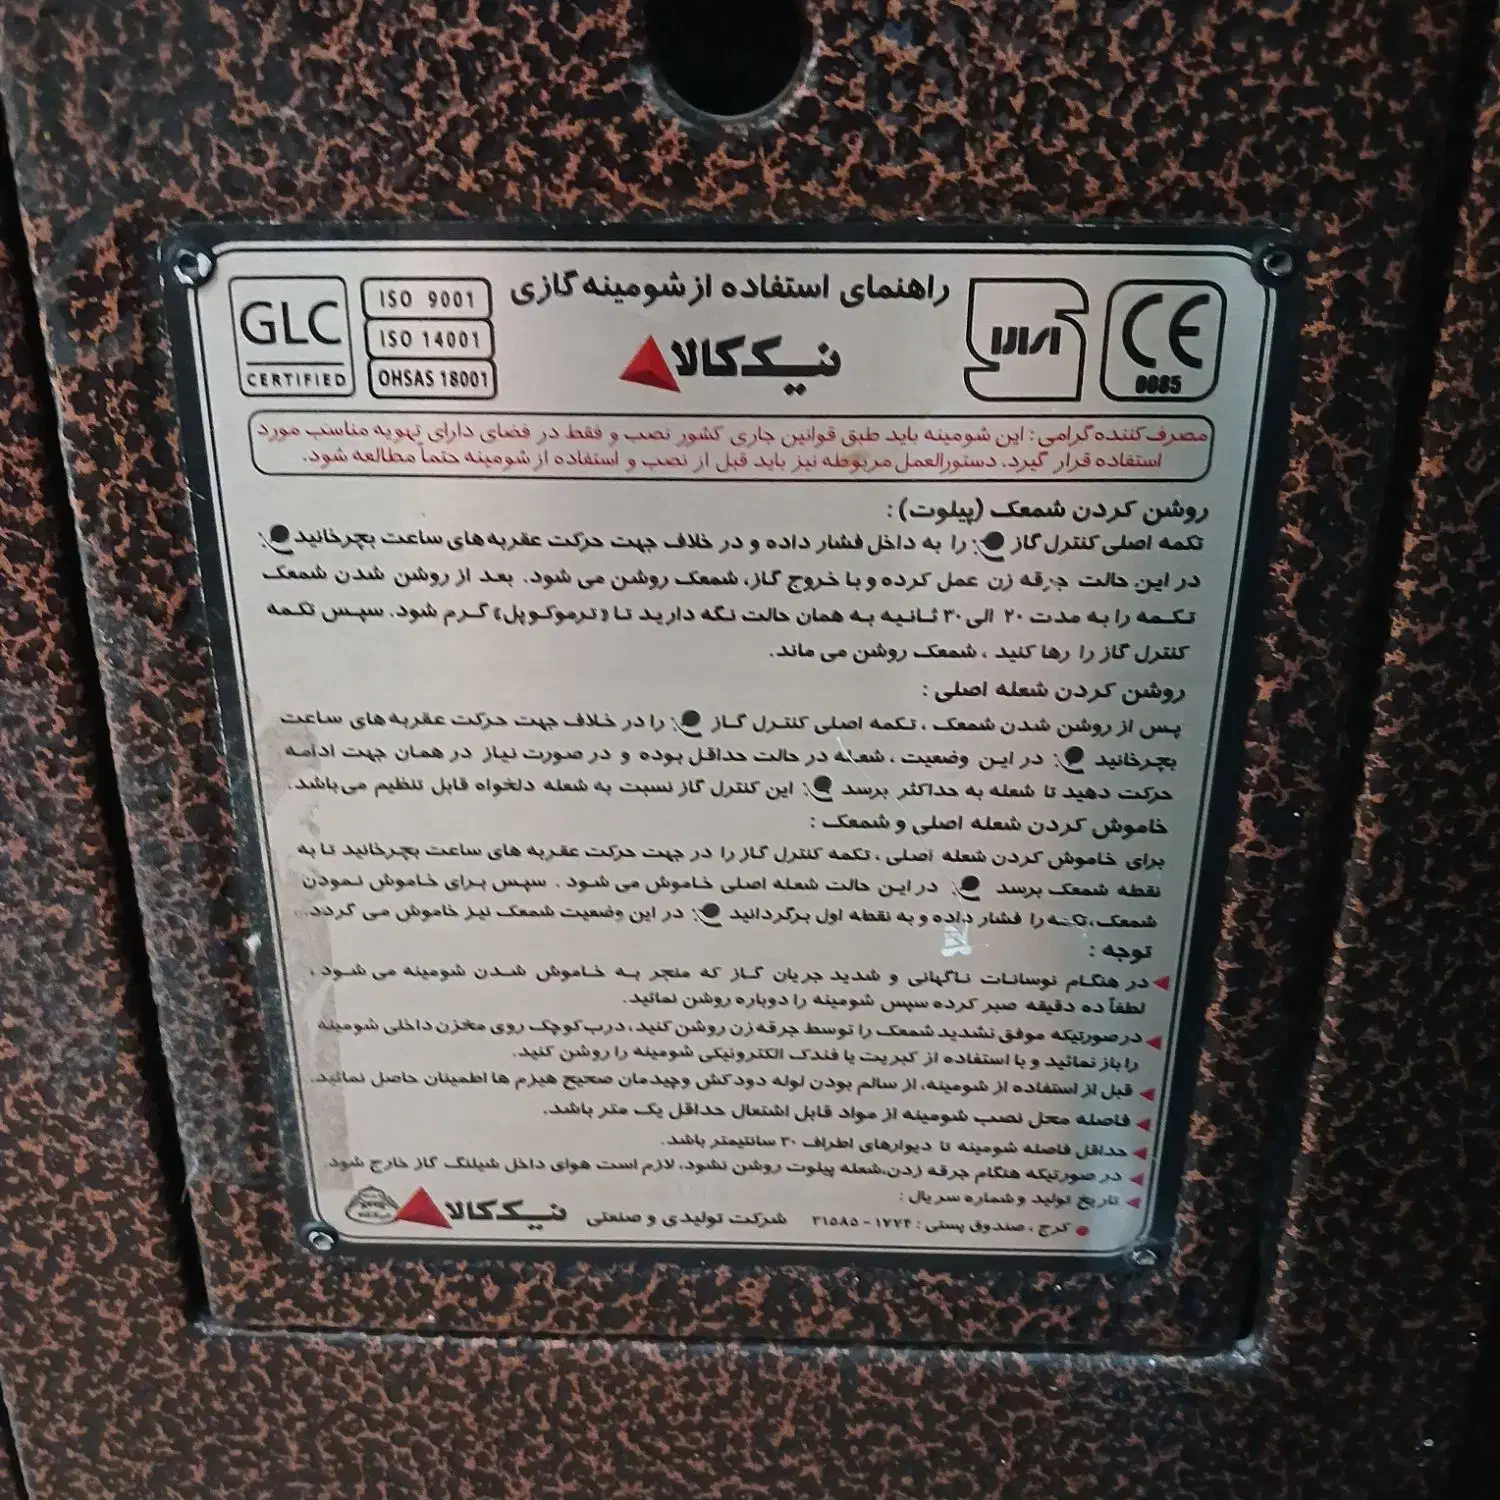 راهنمای استفاده از شومینه گازی
GLC
CERTIFIED
ISO 9001
ISO 14001
OHSAS 18001
نیک کالا
CE
0085
مصرف کننده گرامی : این شومینه باید طبق قوانین جاری کشور نصب و فقط در فضای دارای تهویه مناسب مورد
استفاده قرار گیرد. دستورالعمل مربوطه نیز باید قبل از نصب و استفاده از شومینه حتماً مطالعه شود.
روشن کردن شمعک (پیلوت) :
تکمه اصلی کنترل گاز را به داخل فشار داده و در خلاف جهت حرکت عقربه های ساعت بچرخانید
در این حالت جرقه زن عمل کرده و با خروج گاز، شمعک روشن می شود. بعد از روشن شدن شمعک
تکمه را به مدت ۲۰ الی ۳۰ ثانیه به همان حالت نگه دارید تا «ترموکوپل» گرم شود. سپس تکمه
کنترل گاز را رها کنید ، شمعک روشن می ماند.
روشن کردن شعله اصلی :
پس از روشن شدن شمعک ، تکمه اصلی کنترل گاز را در خلاف جهت حرکت عقربه های ساعت
بچرخانید در این وضعیت ، شعله در حالت حداقل بوده و در صورت نیاز در همان جهت ادامه
حرکت دهید تا شعله به حداکثر برسد این کنترل گاز نسبت به شعله دلخواه قابل تنظیم می باشد.
خاموش کردن شعله اصلی و شمعک :
برای خاموش کردن شعله اصلی ، تکمه کنترل گاز را در جهت حرکت عقربه های ساعت بچرخانید تا به
نقطه شمعک برسد در این حالت شعله اصلی خاموش می شود . سپس برای خاموش نمودن
شمعک، تکمه را فشار داده و به نقطه اول برگردانید در این وضعیت شمعک نیز خاموش می گردد...
توجه :
در هنگام نوسانات ناگهانی و شدید جریان گاز که منجر به خاموش شدن شومینه می شود ،
لطفاً ده دقیقه صبر کرده سپس شومینه را دوباره روشن نمائید.
در صورتیکه موفق نشدید شمعک را توسط جرقه زن روشن کنید، درب کوچک روی مخزن داخلی شومینه
را باز نمائید و با استفاده از کبریت یا فندک الکترونیکی شومینه را روشن کنید.
قبل از استفاده از شومینه، از سالم بودن لوله دودکش وچیدمان صحیح هیزم ها اطمینان حاصل نمائید.
فاصله محل نصب شومینه از مواد قابل اشتعال حداقل یک متر باشد.
حداقل فاصله شومینه تا دیوارهای اطراف ۳۰ سانتیمتر باشد.
در صورتیکه هنگام جرقه زدن،شعله پیلوت روشن نشود، لازم است هوای داخل شیلنگ گاز خارج شود.
تاریخ تولید و شماره سریال :
کرج ، صندوق پستی : ۱۷۷۴ - ۳۱۵۸۵ شرکت تولیدی و صنعتی نیک کالا